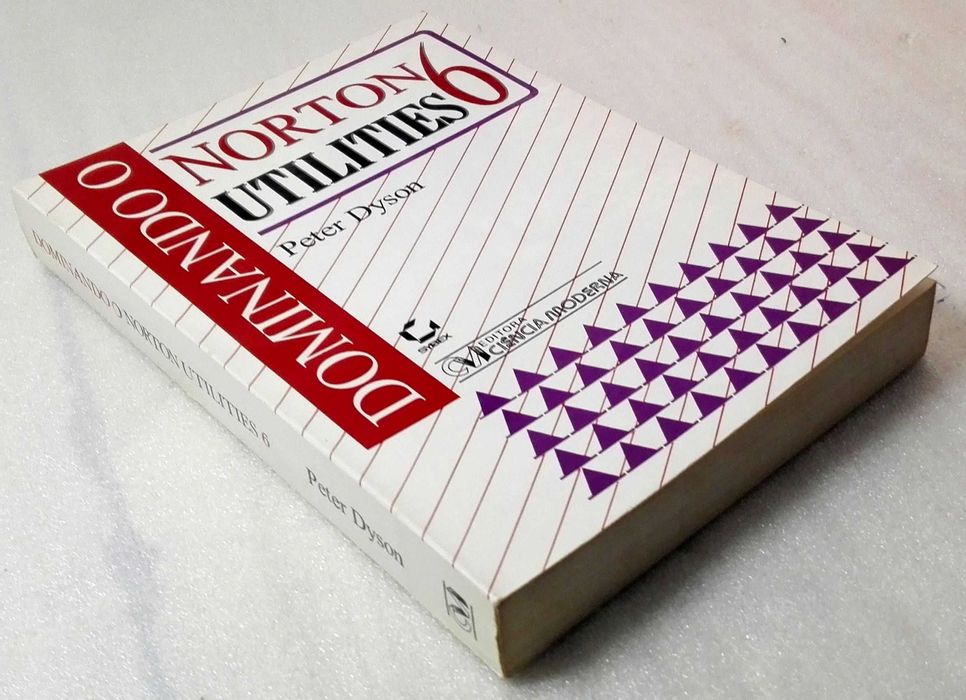 DOMINANDO O
NORTON
UTILITIES 6
Peter Dyson
SYBEX
EDITORA
CIÊNCIA MODERNA
DOMINANDO O NORTON UTILITIES 6
Peter Dyson